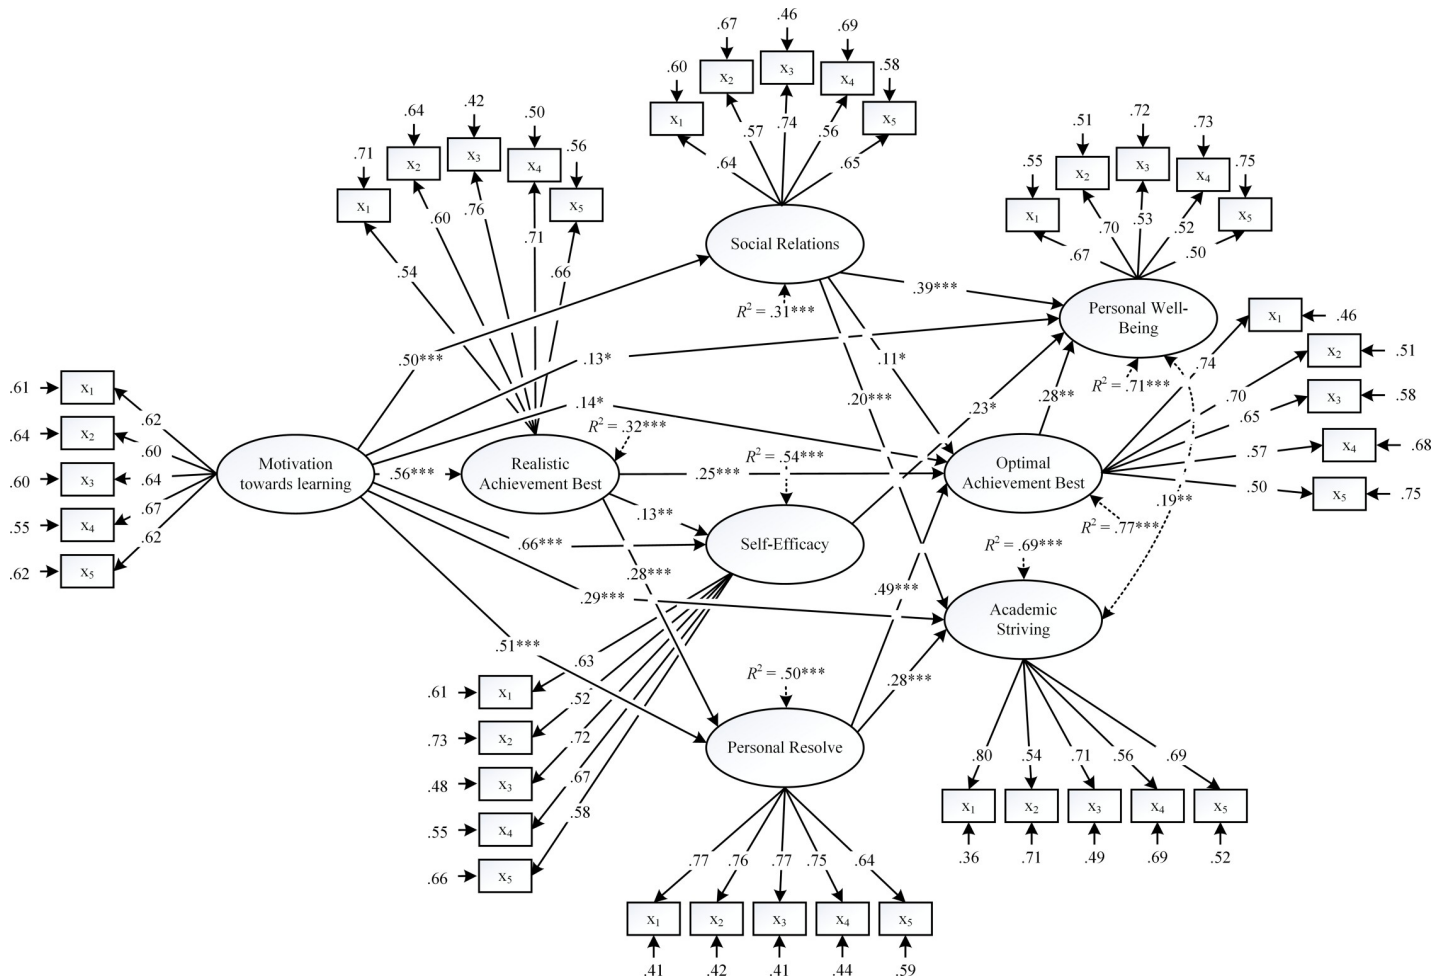 .67
.46
.69
.60
.58
x₂
x₃
x₄
x₁
x₅
.57
.74
.56
.64
.65
Social Relations
R² = .31***
.64
.42
.50
.71
.56
x₂
x₃
x₄
x₁
x₅
.60
.76
.71
.54
.66
.51
.72
.73
.55
.75
x₂
x₃
x₄
x₁
x₅
.70
.53
.52
.67
.50
Personal Well-
Being
R² = .71***
.50***
.13*
.14*
.56***
.66***
.29***
.51***
.39***
.11*
.20***
.23*
.28**
.19**
.61
x₁
.62
.64
x₂
.60
.60
x₃
.64
.55
x₄
.67
.62
x₅
.62
Motivation
towards learning
R² = .32***
Realistic
Achievement Best
.25***
.13**
.28***
R² = .54***
Self-Efficacy
Optimal
Achievement Best
R² = .77***
.74
x₁
.46
.70
x₂
.51
.65
x₃
.58
.57
x₄
.68
.50
x₅
.75
R² = .69***
Academic
Striving
.49***
.28***
R² = .50***
Personal Resolve
.61
x₁
.63
.73
x₂
.52
.48
x₃
.72
.55
x₄
.67
.66
x₅
.58
.80
.54
.71
.56
.69
x₁
x₂
x₃
x₄
x₅
.36
.71
.49
.69
.52
.77
.76
.77
.75
.64
x₁
x₂
x₃
x₄
x₅
.41
.42
.41
.44
.59